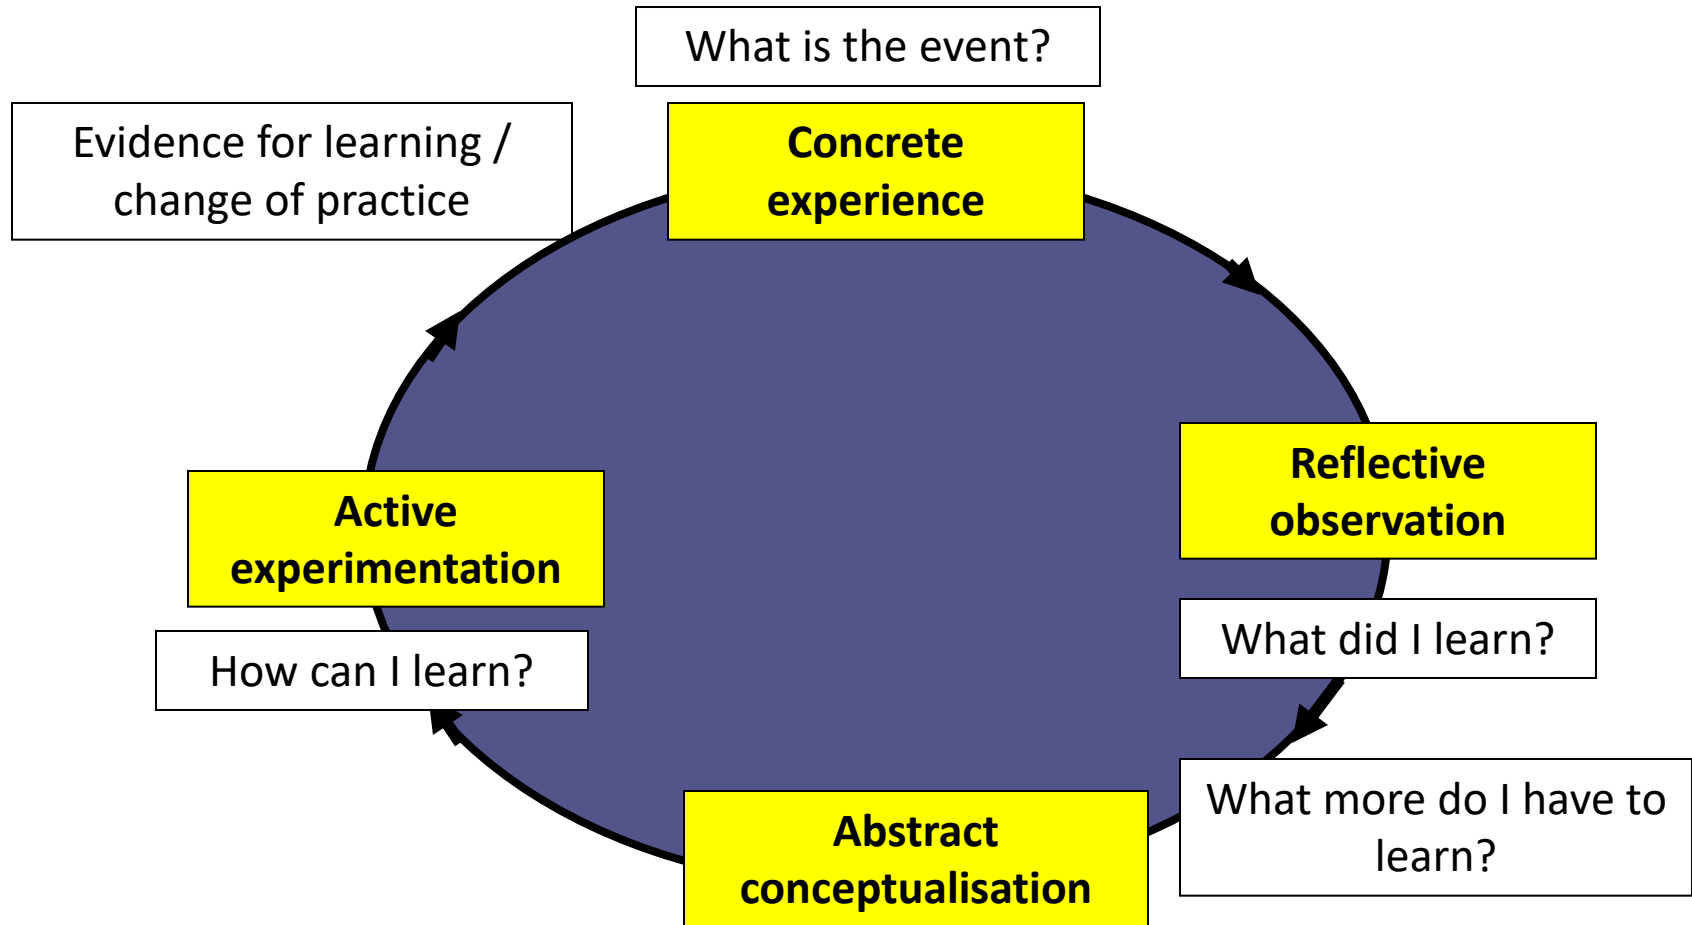 What is the event?
Evidence for learning /
change of practice
Concrete
experience
Reflective
observation
Active
experimentation
What did I learn?
How can I learn?
What more do I have to
learn?
Abstract
conceptualisation